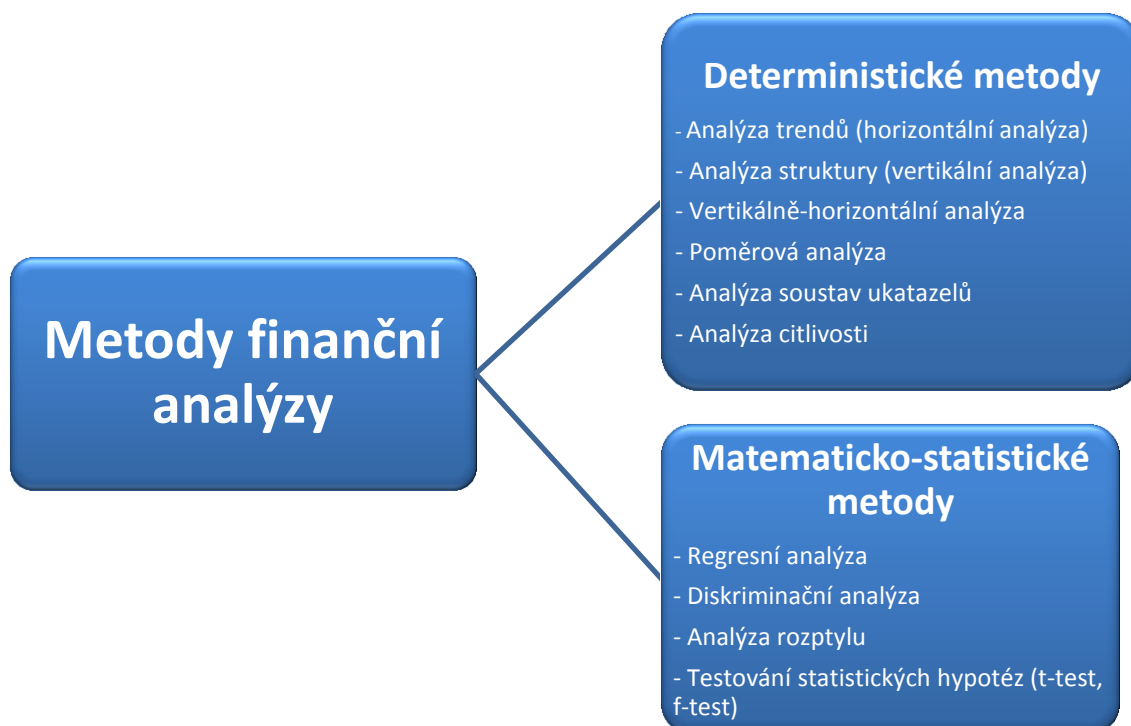 Metody finanční
analýzy
Deterministické metody
- Analýza trendů (horizontální analýza)
- Analýza struktury (vertikální analýza)
- Vertikálně-horizontální analýza
- Poměrová analýza
- Analýza soustav ukatazelů
- Analýza citlivosti
Matematicko-statistické
metody
- Regresní analýza
- Diskriminační analýza
- Analýza rozptylu
- Testování statistických hypotéz (t-test,
f-test)